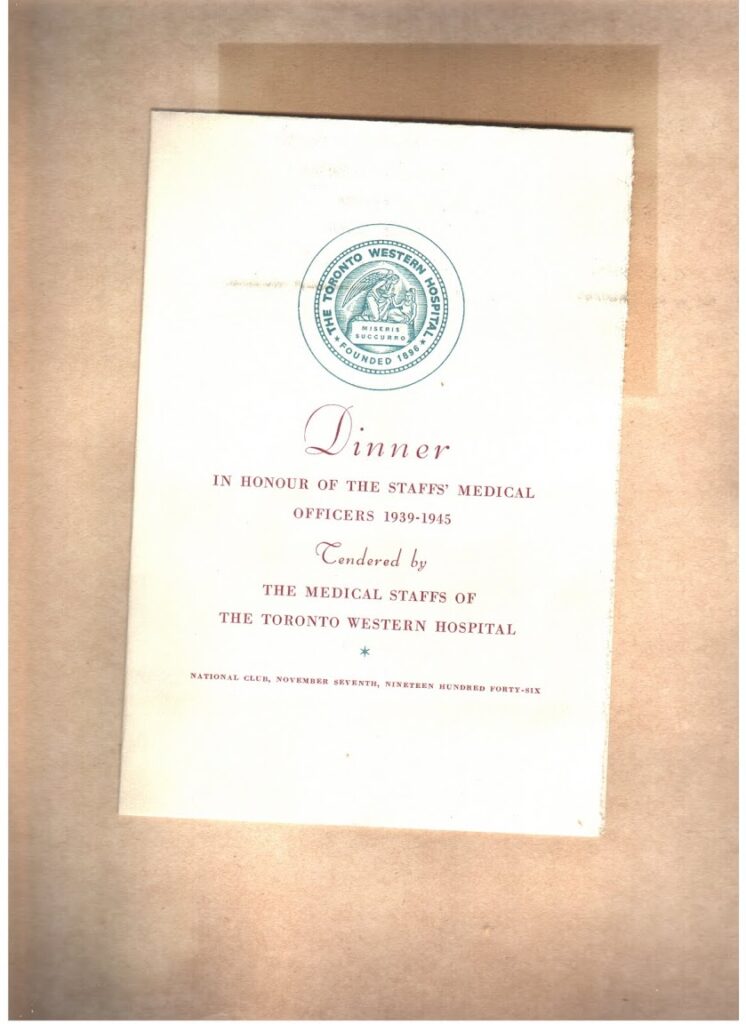 THE TORONTO WESTERN HOSPITAL
MISERIS
SUCCURRO
★ FOUNDED 1896 ★
Dinner
IN HONOUR OF THE STAFFS' MEDICAL
OFFICERS 1939-1945
Tendered by
THE MEDICAL STAFFS OF
THE TORONTO WESTERN HOSPITAL
*
NATIONAL CLUB, NOVEMBER SEVENTH, NINETEEN HUNDRED FORTY-SIX